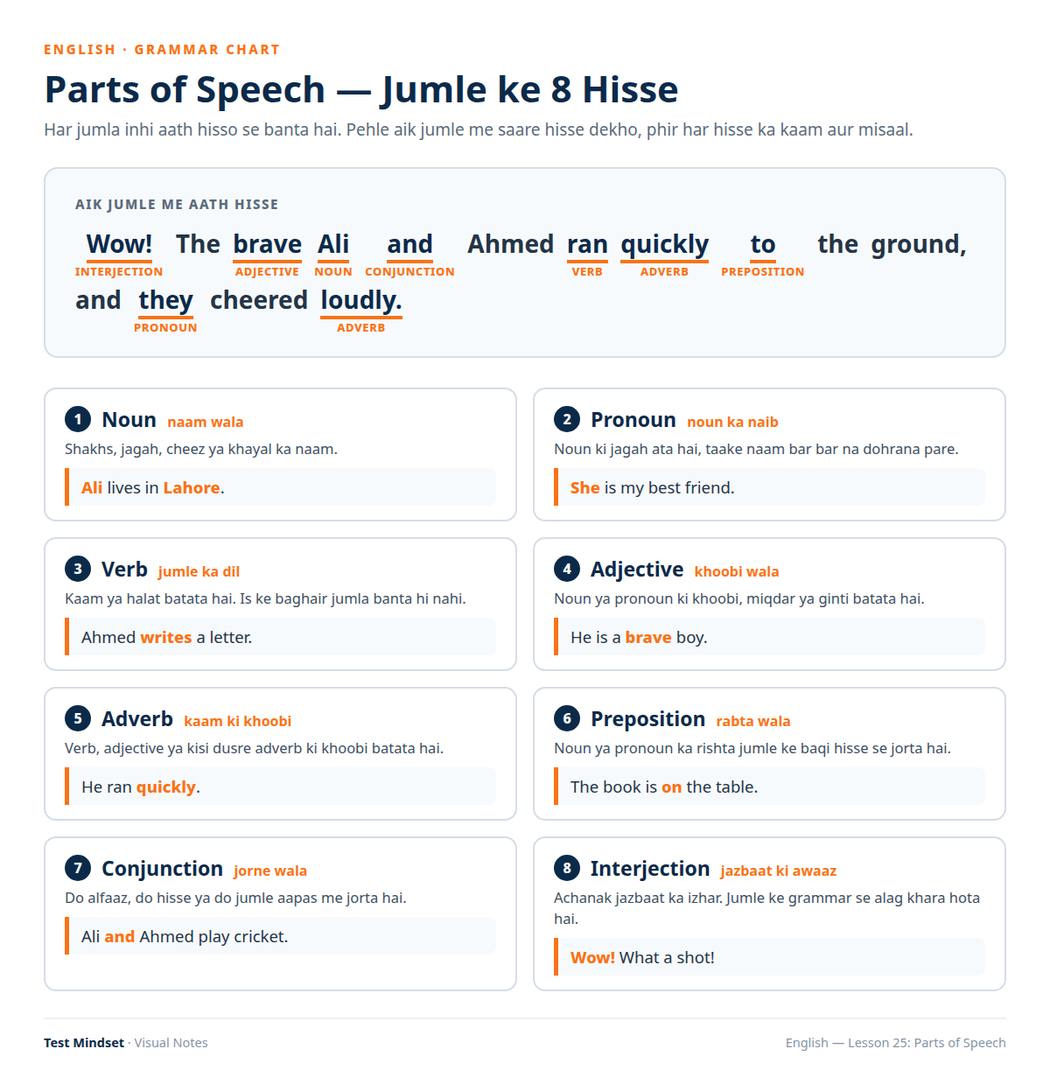 ENGLISH · GRAMMAR CHART
Parts of Speech — Jumle ke 8 Hisse
Har jumla inhi aath hisso se banta hai. Pehle aik jumle me saare hisse dekho, phir har hisse ka kaam aur misaal.
AIK JUMLE ME AATH HISSE
Wow! The brave Ali and Ahmed ran quickly to the ground,
INTERJECTION ADJECTIVE NOUN CONJUNCTION VERB ADVERB PREPOSITION
and they cheered loudly.
PRONOUN ADVERB
1 Noun naam wala
Shakhs, jagah, cheez ya khayal ka naam.
Ali lives in Lahore.
2 Pronoun noun ka naib
Noun ki jagah ata hai, taake naam bar bar na dohrana pare.
She is my best friend.
3 Verb jumle ka dil
Kaam ya halat batata hai. Is ke baghair jumla banta hi nahi.
Ahmed writes a letter.
4 Adjective khoobi wala
Noun ya pronoun ki khoobi, miqdar ya ginti batata hai.
He is a brave boy.
5 Adverb kaam ki khoobi
Verb, adjective ya kisi dusre adverb ki khoobi batata hai.
He ran quickly.
6 Preposition rabta wala
Noun ya pronoun ka rishta jumle ke baqi hisse se jorta hai.
The book is on the table.
7 Conjunction jorne wala
Do alfaaz, do hisse ya do jumle aapas me jorta hai.
Ali and Ahmed play cricket.
8 Interjection jazbaat ki awaaz
Achanak jazbaat ka izhar. Jumle ke grammar se alag khara hota
hai.
Wow! What a shot!
Test Mindset · Visual Notes
English — Lesson 25: Parts of Speech